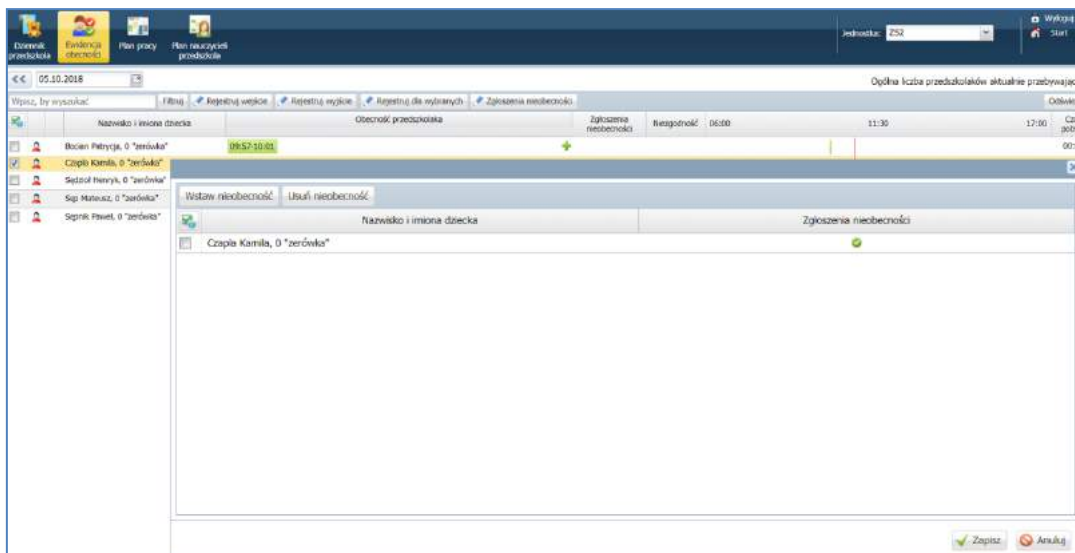 Dziennik przedszkola
Ewidencja obecności
Plan pracy
Plan nauczycieli przedszkola
Jednostka: ZS2
Wyloguj
Start
<< 05.10.2018
Ogólna liczba przedszkolaków aktualnie przebywając
Wpisz, by wyszukać Filtruj Rejestruj wejście Rejestruj wyjście Rejestruj dla wybranych Zgłoszenia nieobecności Odśwież
Nazwisko i imiona dziecka Obecność przedszkolaka Zgłoszenia nieobecności Niezgodność 06:00 11:30 17:00
Bocian Patrycja, 0 "zerówka" 09:57-10:01 00:
Czapla Kamila, 0 "zerówka"
Sędzioł Henryk, 0 "zerówka"
Sęp Mateusz, 0 "zerówka"
Sępnik Paweł, 0 "zerówka"
Wstaw nieobecność Usuń nieobecność
Nazwisko i imiona dziecka Zgłoszenia nieobecności
Czapla Kamila, 0 "zerówka"
Zapisz Anuluj